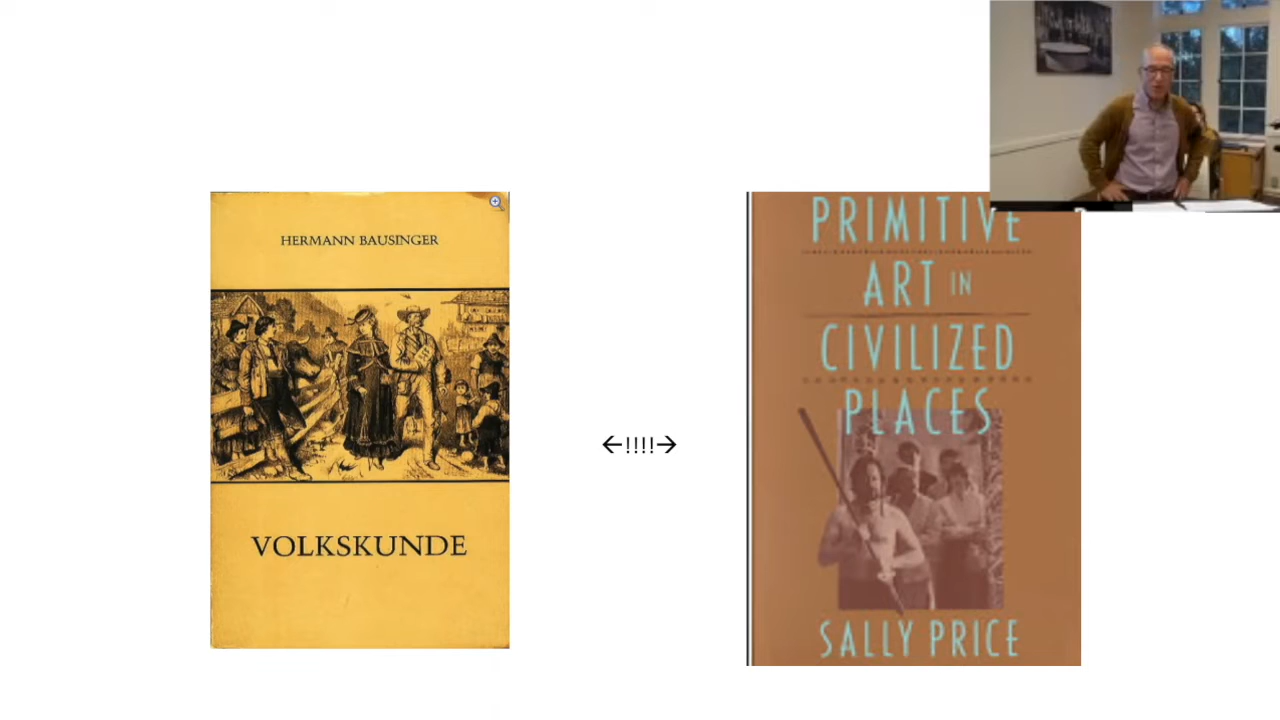 HERMANN BAUSINGER
VOLKSKUNDE
←!!!!→
PRIMITIVE
ART IN
CIVILIZED
PLACES
SALLY PRICE